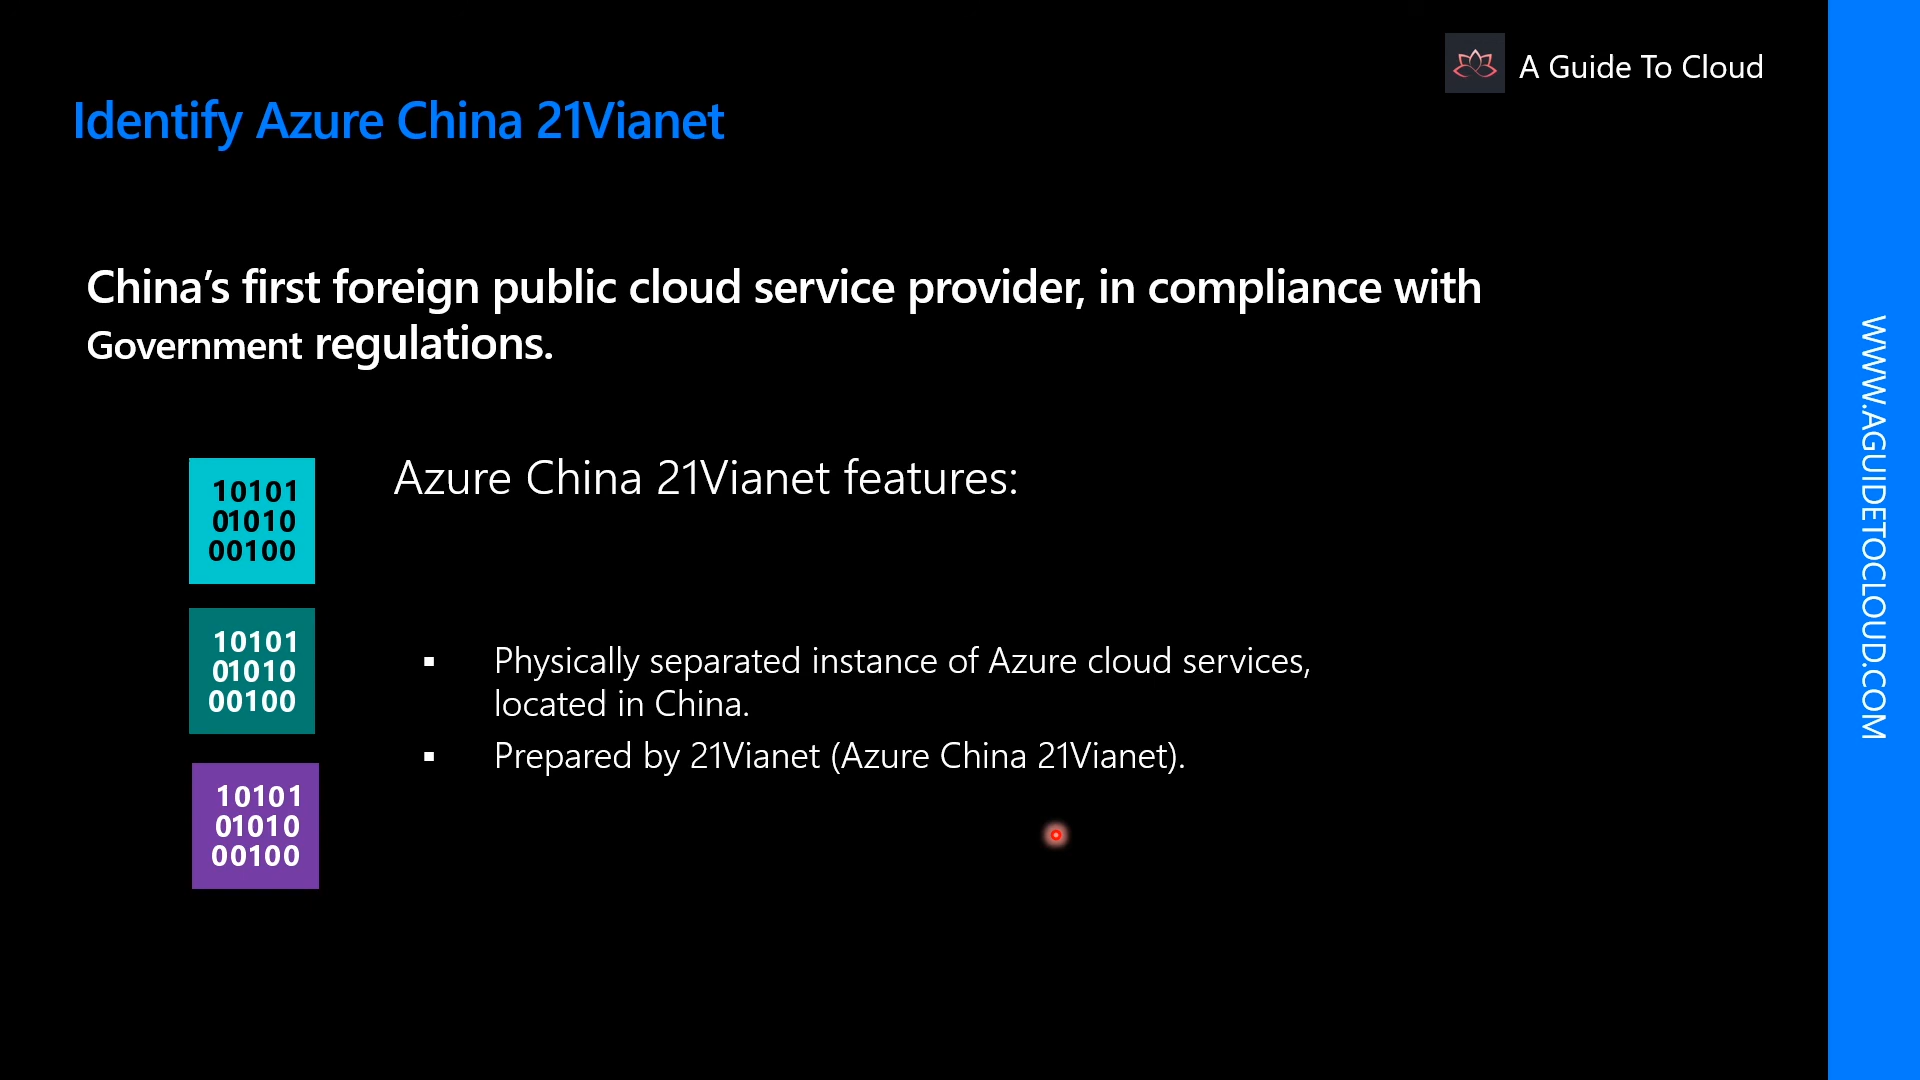 A Guide To Cloud
Identify Azure China 21Vianet
China’s first foreign public cloud service provider, in compliance with
Government regulations.
Azure China 21Vianet features:
10101
01010
00100
10101
01010
00100
▪ Physically separated instance of Azure cloud services,
located in China.
▪ Prepared by 21Vianet (Azure China 21Vianet).
10101
01010
00100
WWW.AGUIDETOCLOUD.COM